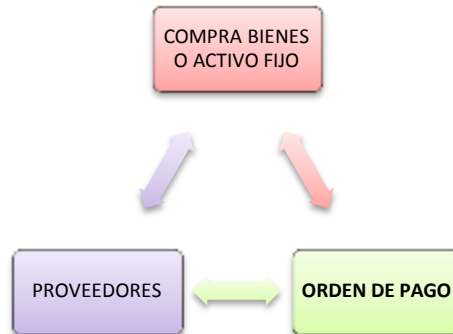 COMPRA BIENES
O ACTIVO FIJO
PROVEEDORES
ORDEN DE PAGO